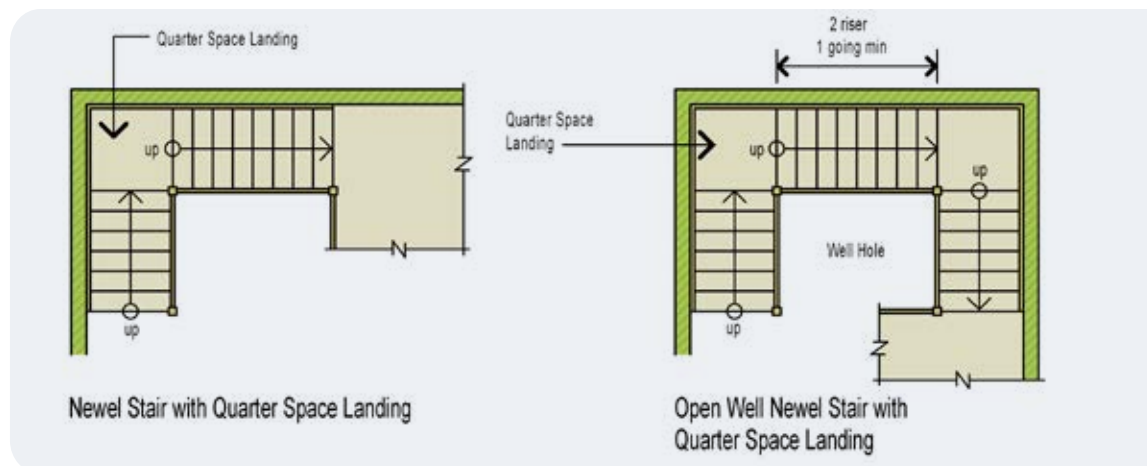 Quarter Space Landing
up
up
N
N
Newel Stair with Quarter Space Landing
2 riser
1 going min
Quarter Space
Landing
up
up
up
Well Hole
N
N
Open Well Newel Stair with
Quarter Space Landing